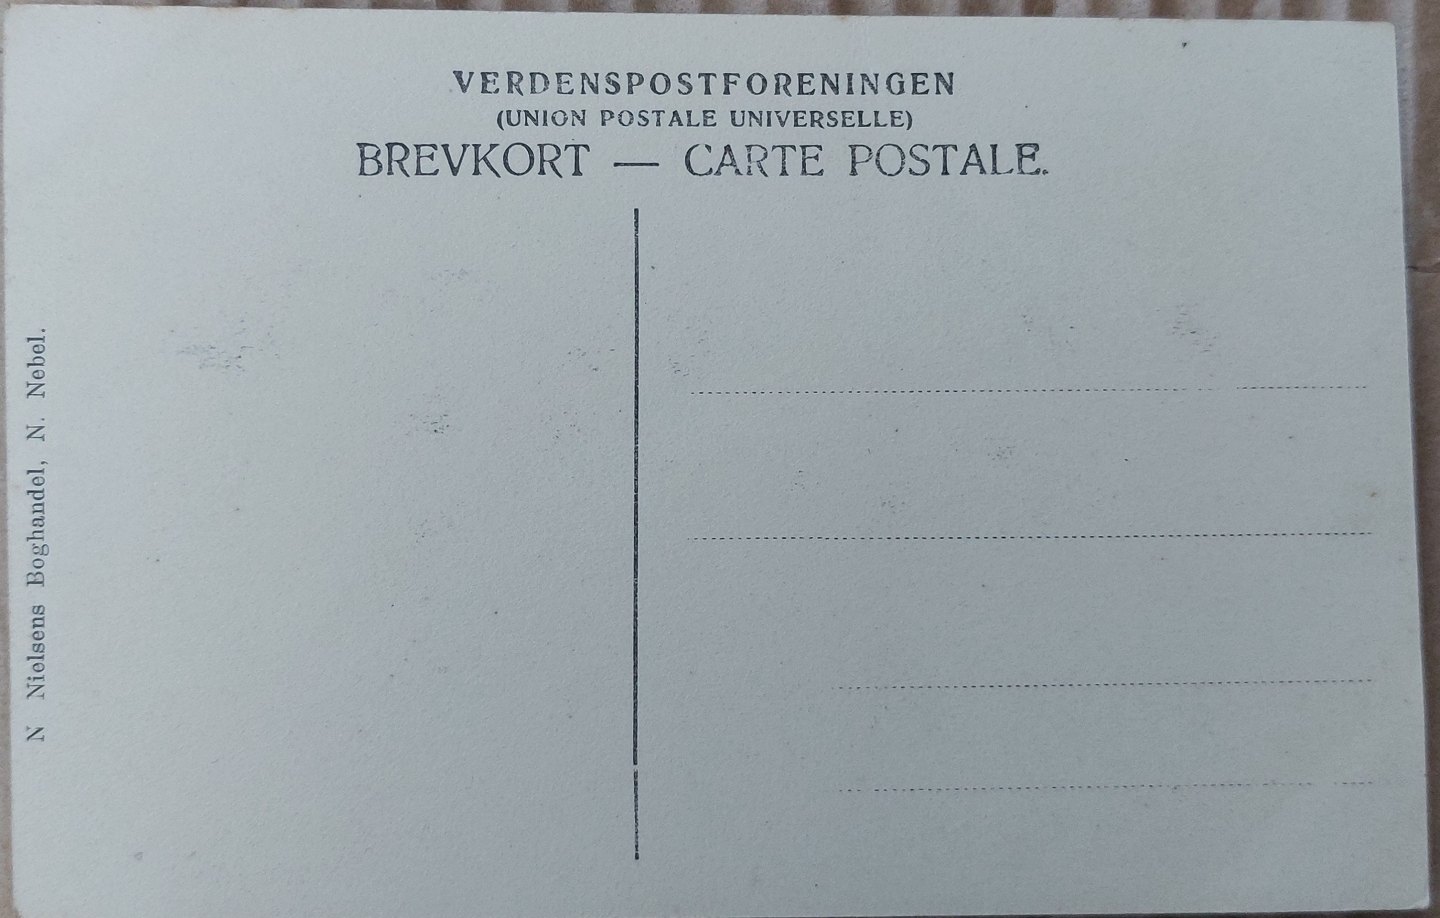 VERDENSPOSTFORENINGEN
(UNION POSTALE UNIVERSELLE)
BREVKORT — CARTE POSTALE.
N Nielsens Boghandel, N. Nebel.